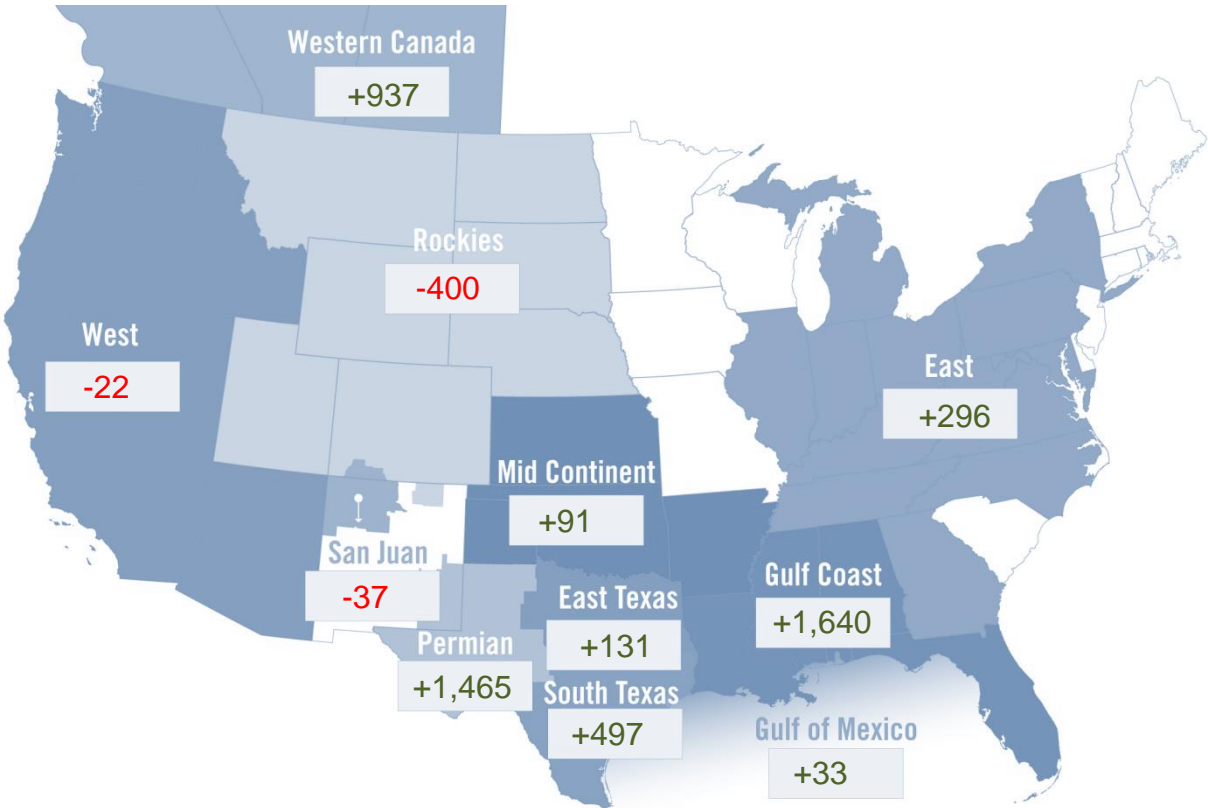 Western Canada
+937
Rockies
-400
West
-22
East
+296
Mid Continent
+91
San Juan
-37
Gulf Coast
+1,640
East Texas
+131
Permian
+1,465
South Texas
+497
Gulf of Mexico
+33